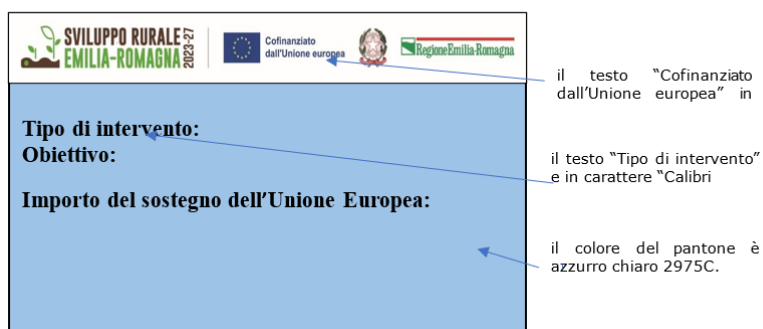 SVILUPPO RURALE
EMILIA-ROMAGNA
2023-27
Cofinanziato
dall'Unione europea
RegioneEmilia-Romagna
Tipo di intervento:
Obiettivo:
Importo del sostegno dell'Unione Europea:
il testo "Cofinanziato
dall'Unione europea" in
il testo "Tipo di intervento"
e in carattere "Calibri
il colore del pantone è
azzurro chiaro 2975C.